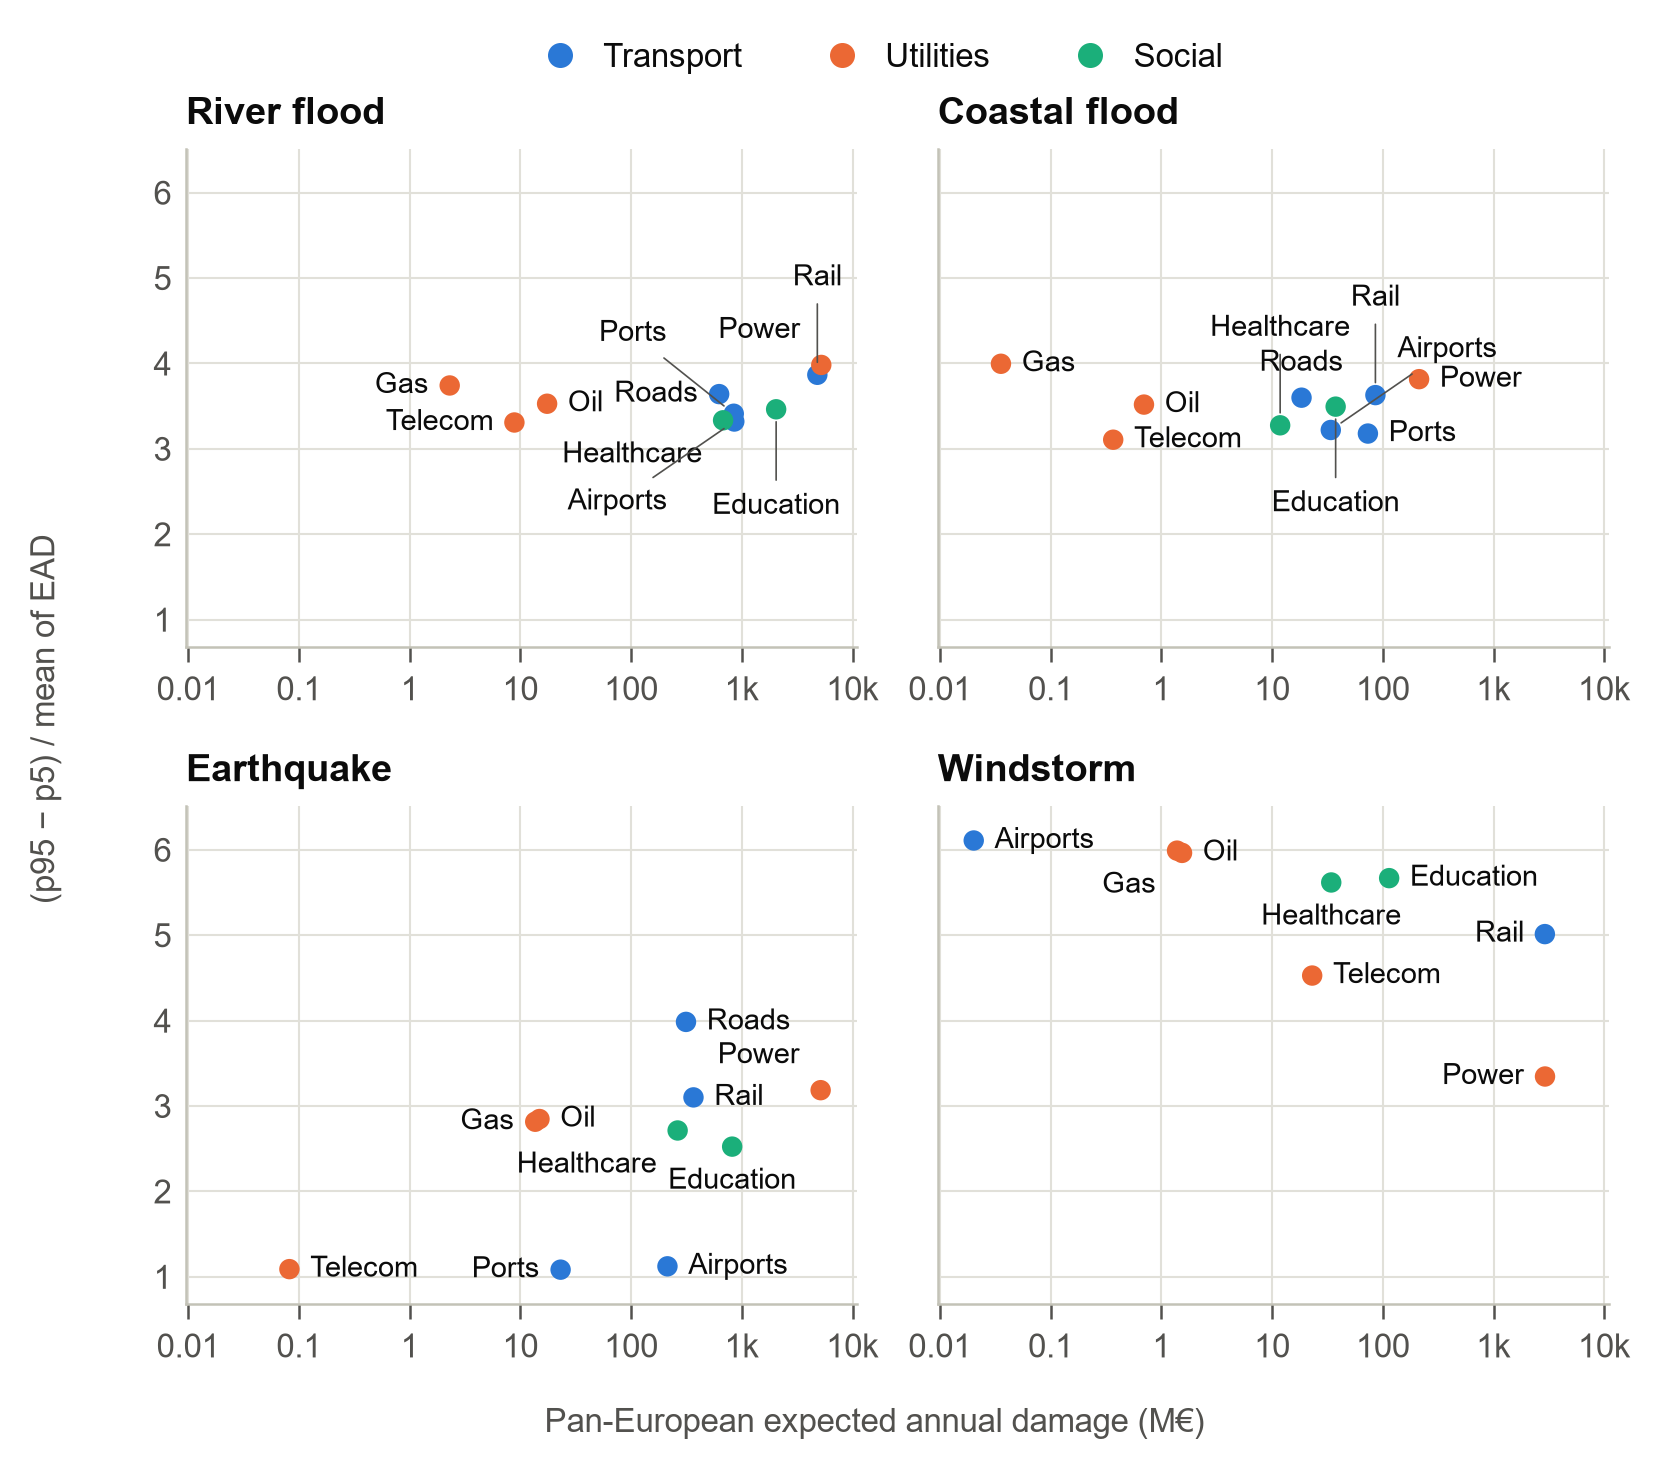 Transport Utilities Social
River flood
6
5
4
3
2
1
Rail
Power
Ports
Gas
Oil
Roads
Telecom
Healthcare
Airports
Education
0.01 0.1 1 10 100 1k 10k
Coastal flood
Rail
Healthcare
Airports
Roads
Gas
Power
Oil
Ports
Telecom
Education
0.01 0.1 1 10 100 1k 10k
(p95 – p5) / mean of EAD
Earthquake
6
5
4
3
2
1
Roads
Power
Rail
Gas
Oil
Healthcare
Education
Telecom
Ports
Airports
0.01 0.1 1 10 100 1k 10k
Windstorm
Airports
Oil
Gas
Education
Healthcare
Rail
Telecom
Power
0.01 0.1 1 10 100 1k 10k
Pan-European expected annual damage (M€)